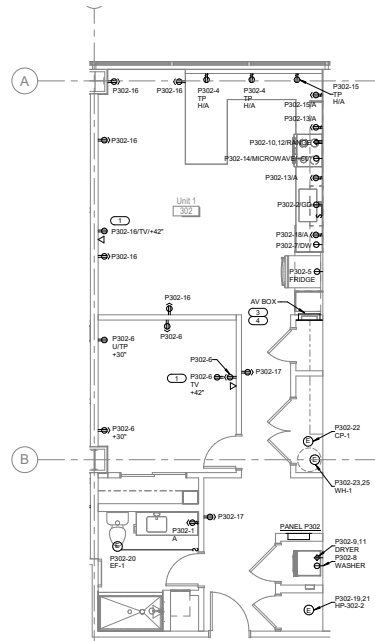 A
P302-16
P302-16
P302-4
TP
H/A
P302-4
TP
H/A
P302-15
TP
H/A
P302-15/A
P302-13/A
P302-16
P302-10,12/RANGE
P302-14/MICROWAVE/
P302-13/A
Unit 1
302
P302-2/GD
S
1
P302-16/TV/+42"
P302-18/A
P302-7/DW
P302-16
P302-5
FRIDGE
P302-16
AV BOX
3
4
P302-6
P302-6
U/TP
+30"
P302-6
P302-17
1
P302-6
TV
+42"
P302-6
+30"
P302-22
CP-1
B
E
E
P302-23,25
WH-1
P302-17
PANEL P302
P302-1
A
P302-9,11
DRYER
P302-8
WASHER
E
P302-20
EF-1
E
P302-19,21
HP-302-2